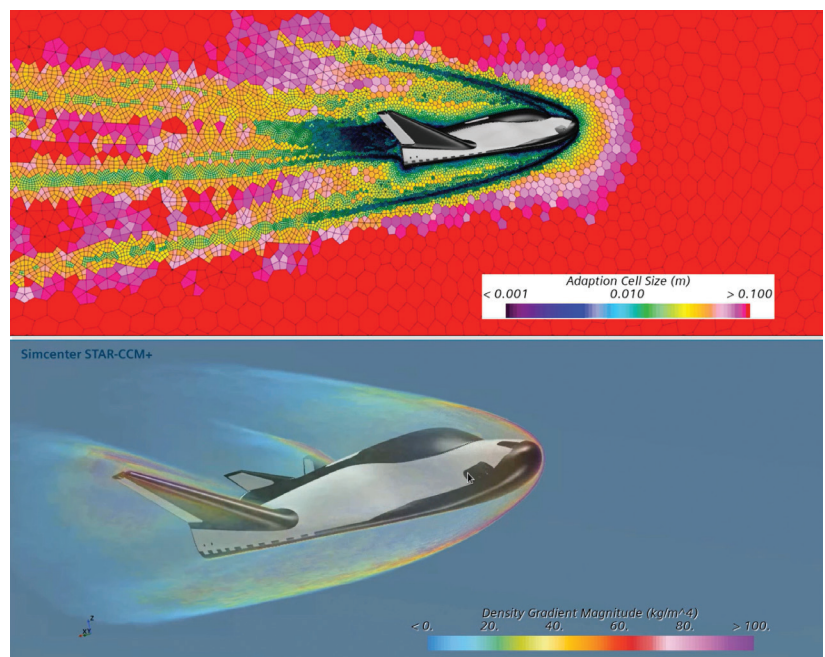 Adaption Cell Size (m)
< 0.001 0.010 > 0.100
Simcenter STAR-CCM+
Density Gradient Magnitude (kg/m^4)
< 0. 20. 40. 60. 80. > 100.